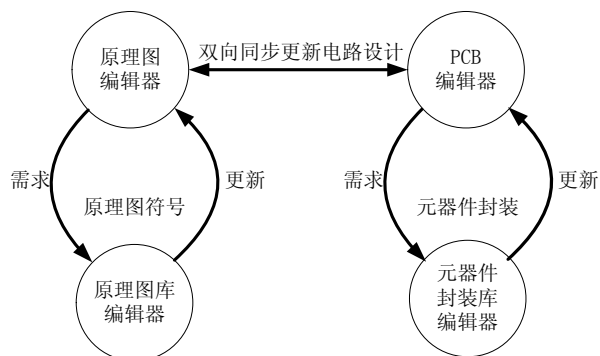 原理图
编辑器
双向同步更新电路设计
PCB
编辑器
需求
原理图符号
更新
需求
元器件封装
更新
原理图库
编辑器
元器件
封装库
编辑器